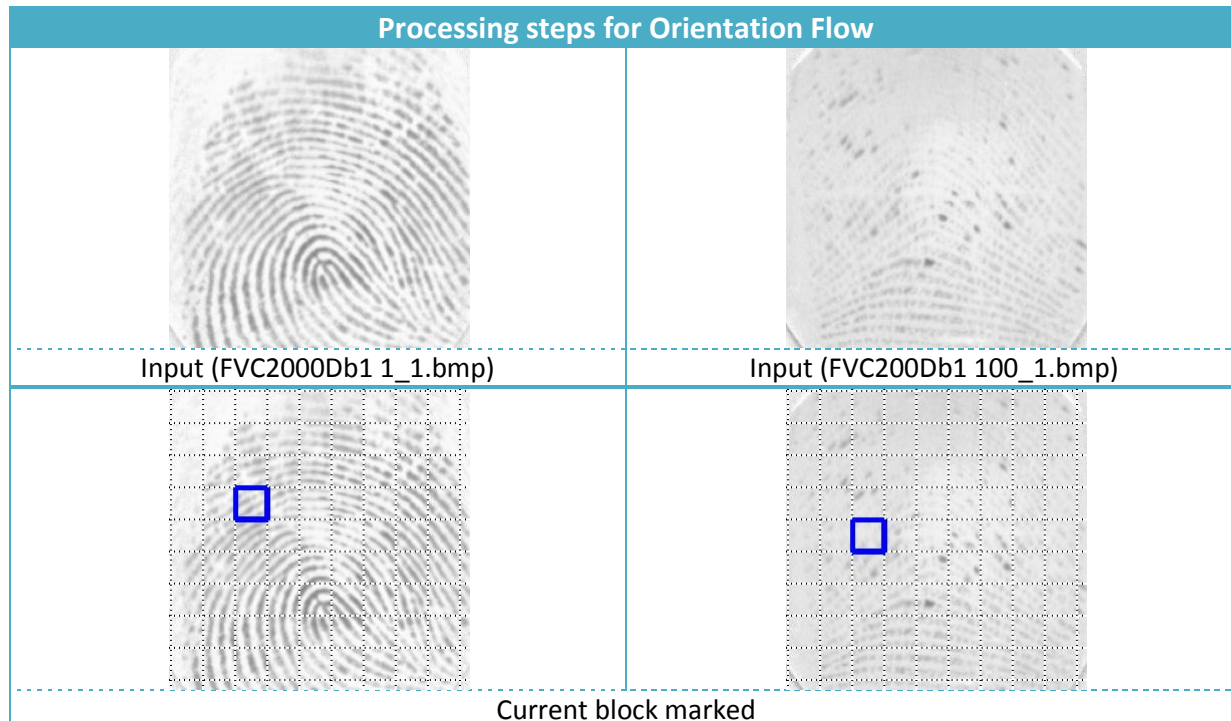 Processing steps for Orientation Flow
Input (FVC2000Db1 1_1.bmp)
Input (FVC200Db1 100_1.bmp)
Current block marked